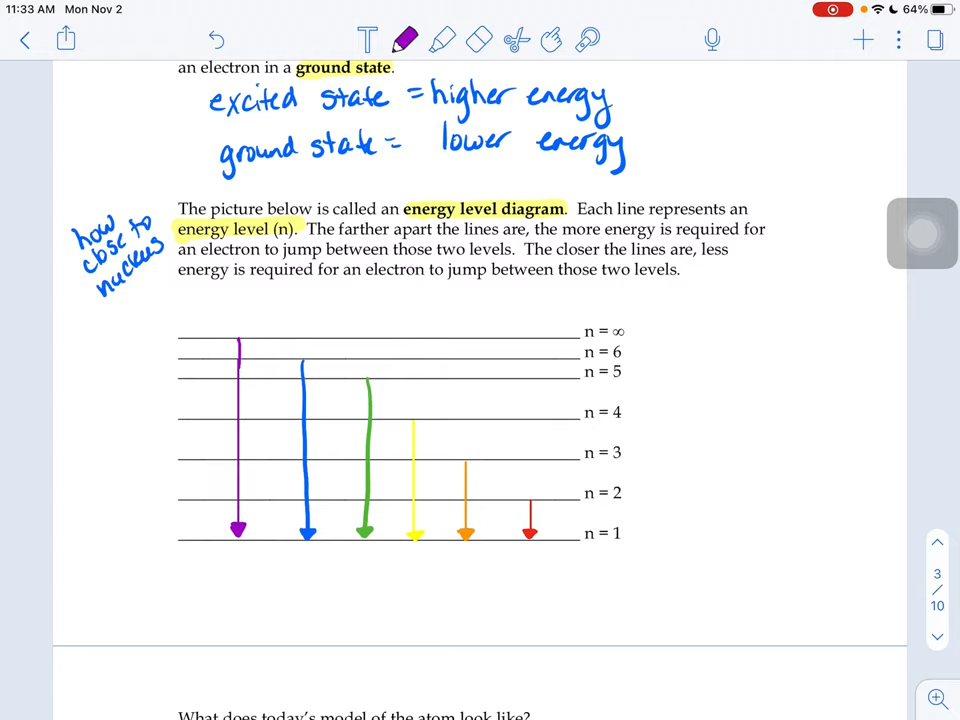 11:33 AM Mon Nov 2
64%
T
an electron in a ground state.
excited state = higher energy
ground state = lower energy
The picture below is called an energy level diagram. Each line represents an
energy level (n). The farther apart the lines are, the more energy is required for
an electron to jump between those two levels. The closer the lines are, less
energy is required for an electron to jump between those two levels.
how
close to
nucleus
n = ∞
n = 6
n = 5
n = 4
n = 3
n = 2
n = 1
3
/
10
What does today's model of the atom look like?